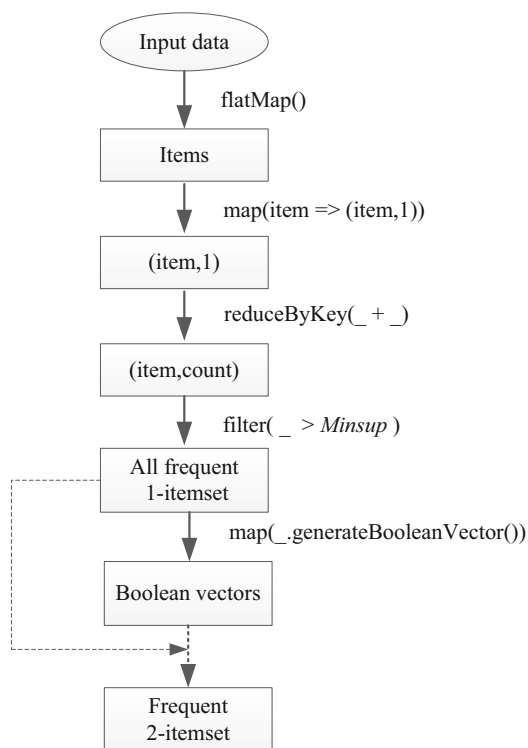 Input data
flatMap()
Items
map(item => (item,1))
(item,1)
reduceByKey(_ + _)
(item,count)
filter( _ > Minsup )
All frequent
1-itemset
map(_.generateBooleanVector())
Boolean vectors
Frequent
2-itemset